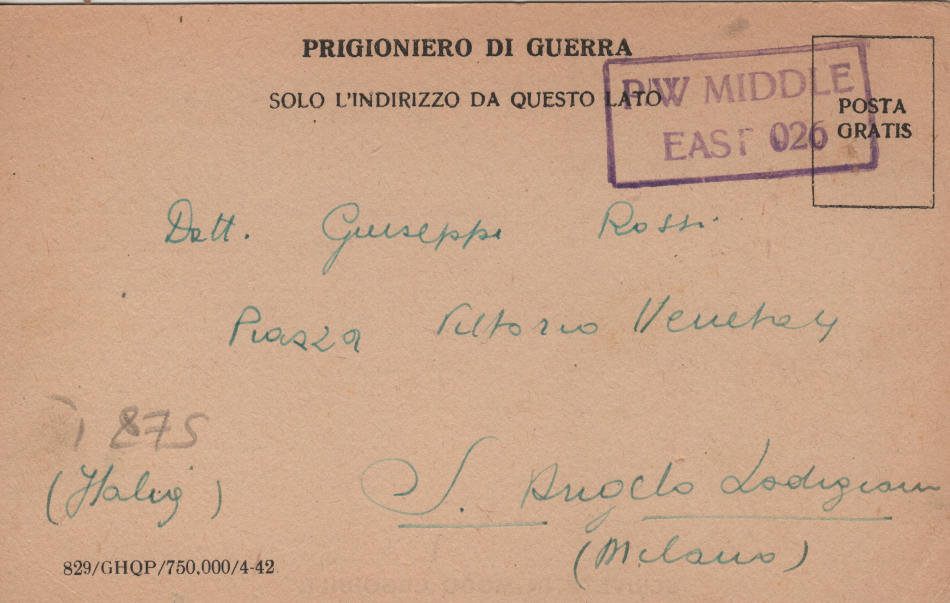 PRIGIONIERO DI GUERRA
SOLO L'INDIRIZZO DA QUESTO LATO
P.W MIDDLE
EAST 026
POSTA
GRATIS
Dott. Giuseppe Rossi
Piazza Vittorio Veneto 4
1875
(Italia)
S. Angelo Lodigiano
(Milano)
829/GHQP/750,000/4-42